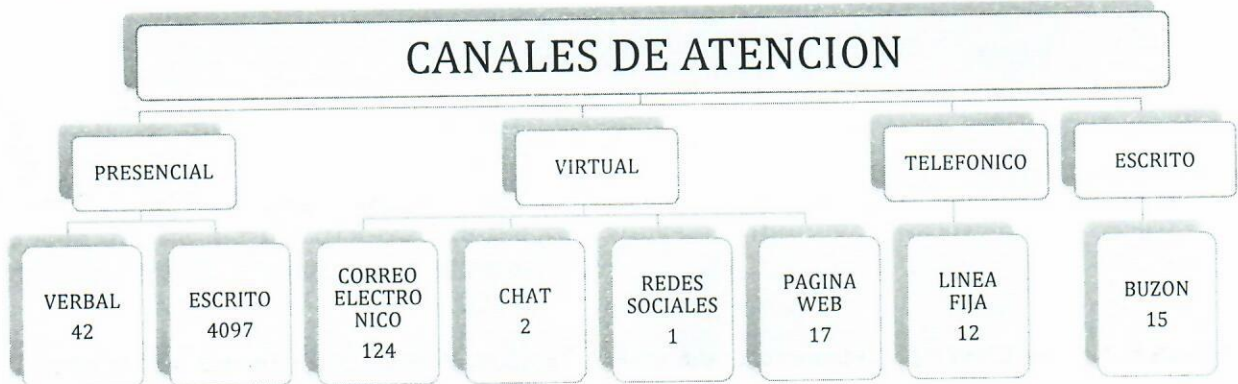 CANALES DE ATENCION
PRESENCIAL
VIRTUAL
TELEFONICO
ESCRITO
VERBAL
42
ESCRITO
4097
CORREO
ELECTRO
NICO
124
CHAT
2
REDES
SOCIALES
1
PAGINA
WEB
17
LINEA
FIJA
12
BUZON
15